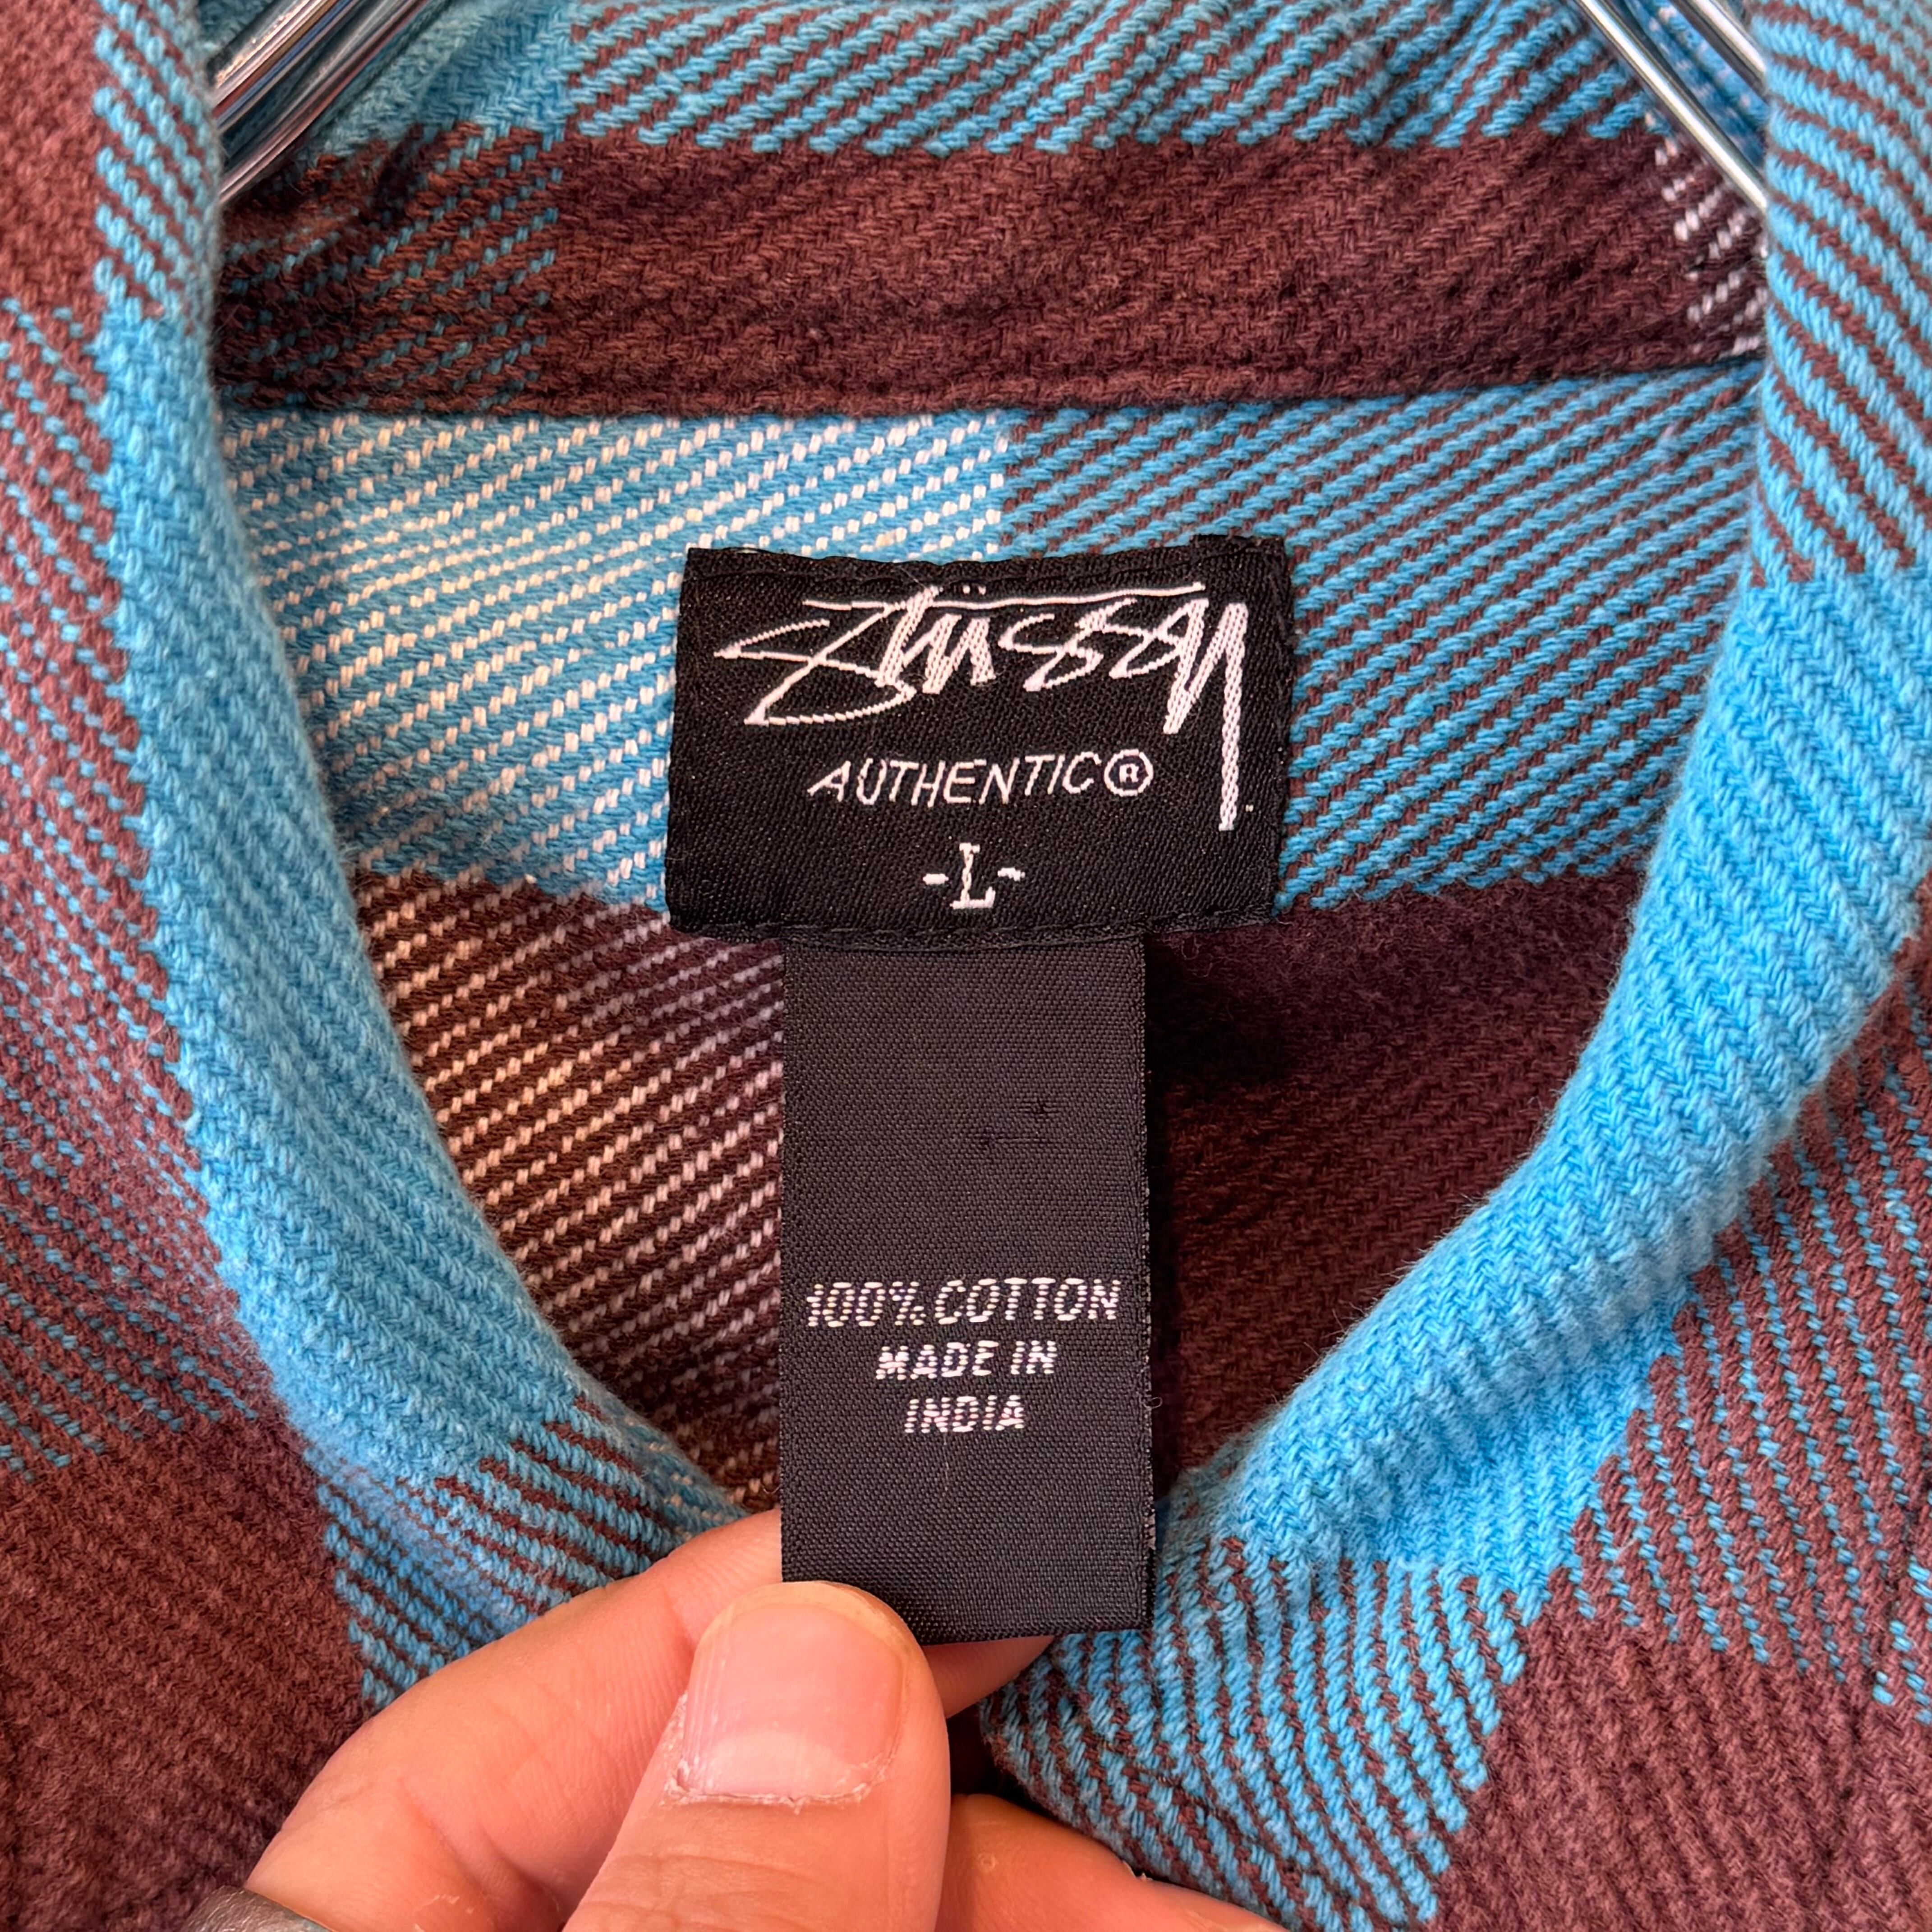 Stüssy
AUTHENTIC®
-L-
100% COTTON
MADE IN
INDIA